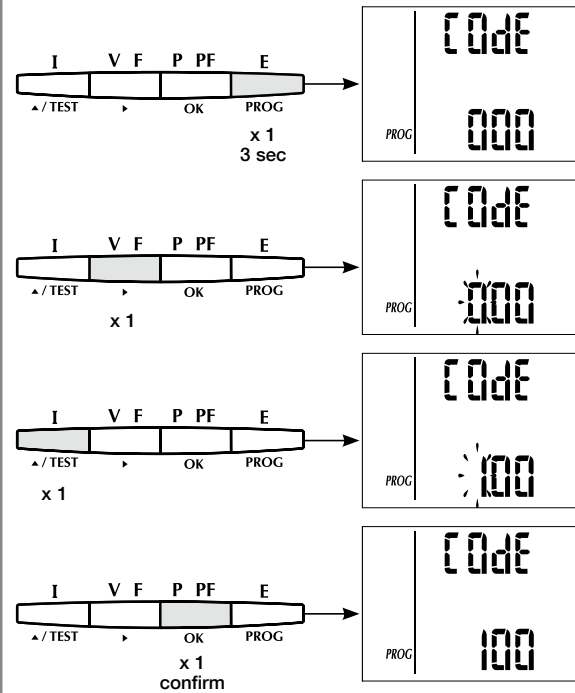 CODE
I V F P PF E
▲ / TEST ▶ OK PROG
x 1
3 sec
PROG 000
CODE
I V F P PF E
▲ / TEST ▶ OK PROG
x 1
PROG 000
CODE
I V F P PF E
▲ / TEST ▶ OK PROG
x 1
PROG 100
CODE
I V F P PF E
▲ / TEST ▶ OK PROG
x 1
confirm
PROG 100